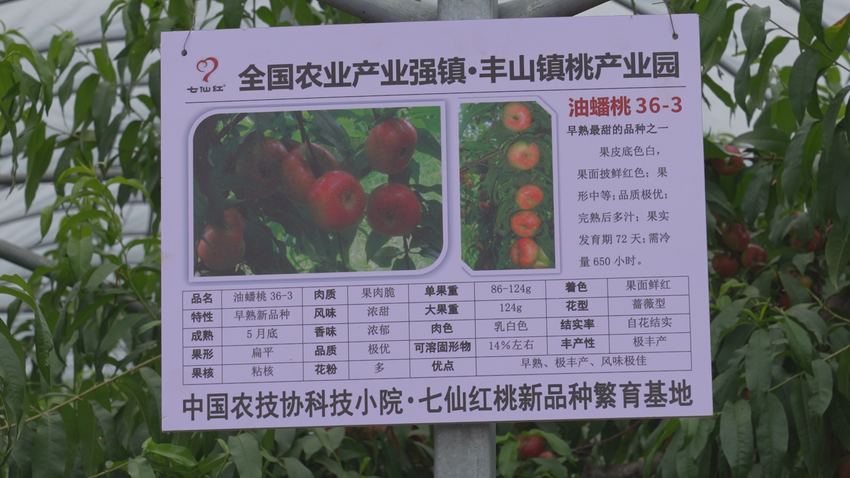 七仙红
全国农业产业强镇·丰山镇桃产业园
油蟠桃 36-3
早熟最甜的品种之一
果皮底色白，
果面披鲜红色；果
形中等；品质极优；
完熟后多汁；果实
发育期 72 天；需冷
量 650 小时。
品名 油蟠桃 36-3 肉质 果肉脆 单果重 86-124g 着色 果面鲜红
特性 早熟新品种 风味 浓甜 大果重 124g 花型 蔷薇型
成熟 5 月底 香味 浓郁 肉色 乳白色 结实率 自花结实
果形 扁平 品质 极优 可溶固形物 14％左右 丰产性 极丰产
果核 粘核 花粉 多 优点 早熟、极丰产、风味极佳
中国农技协科技小院·七仙红桃新品种繁育基地